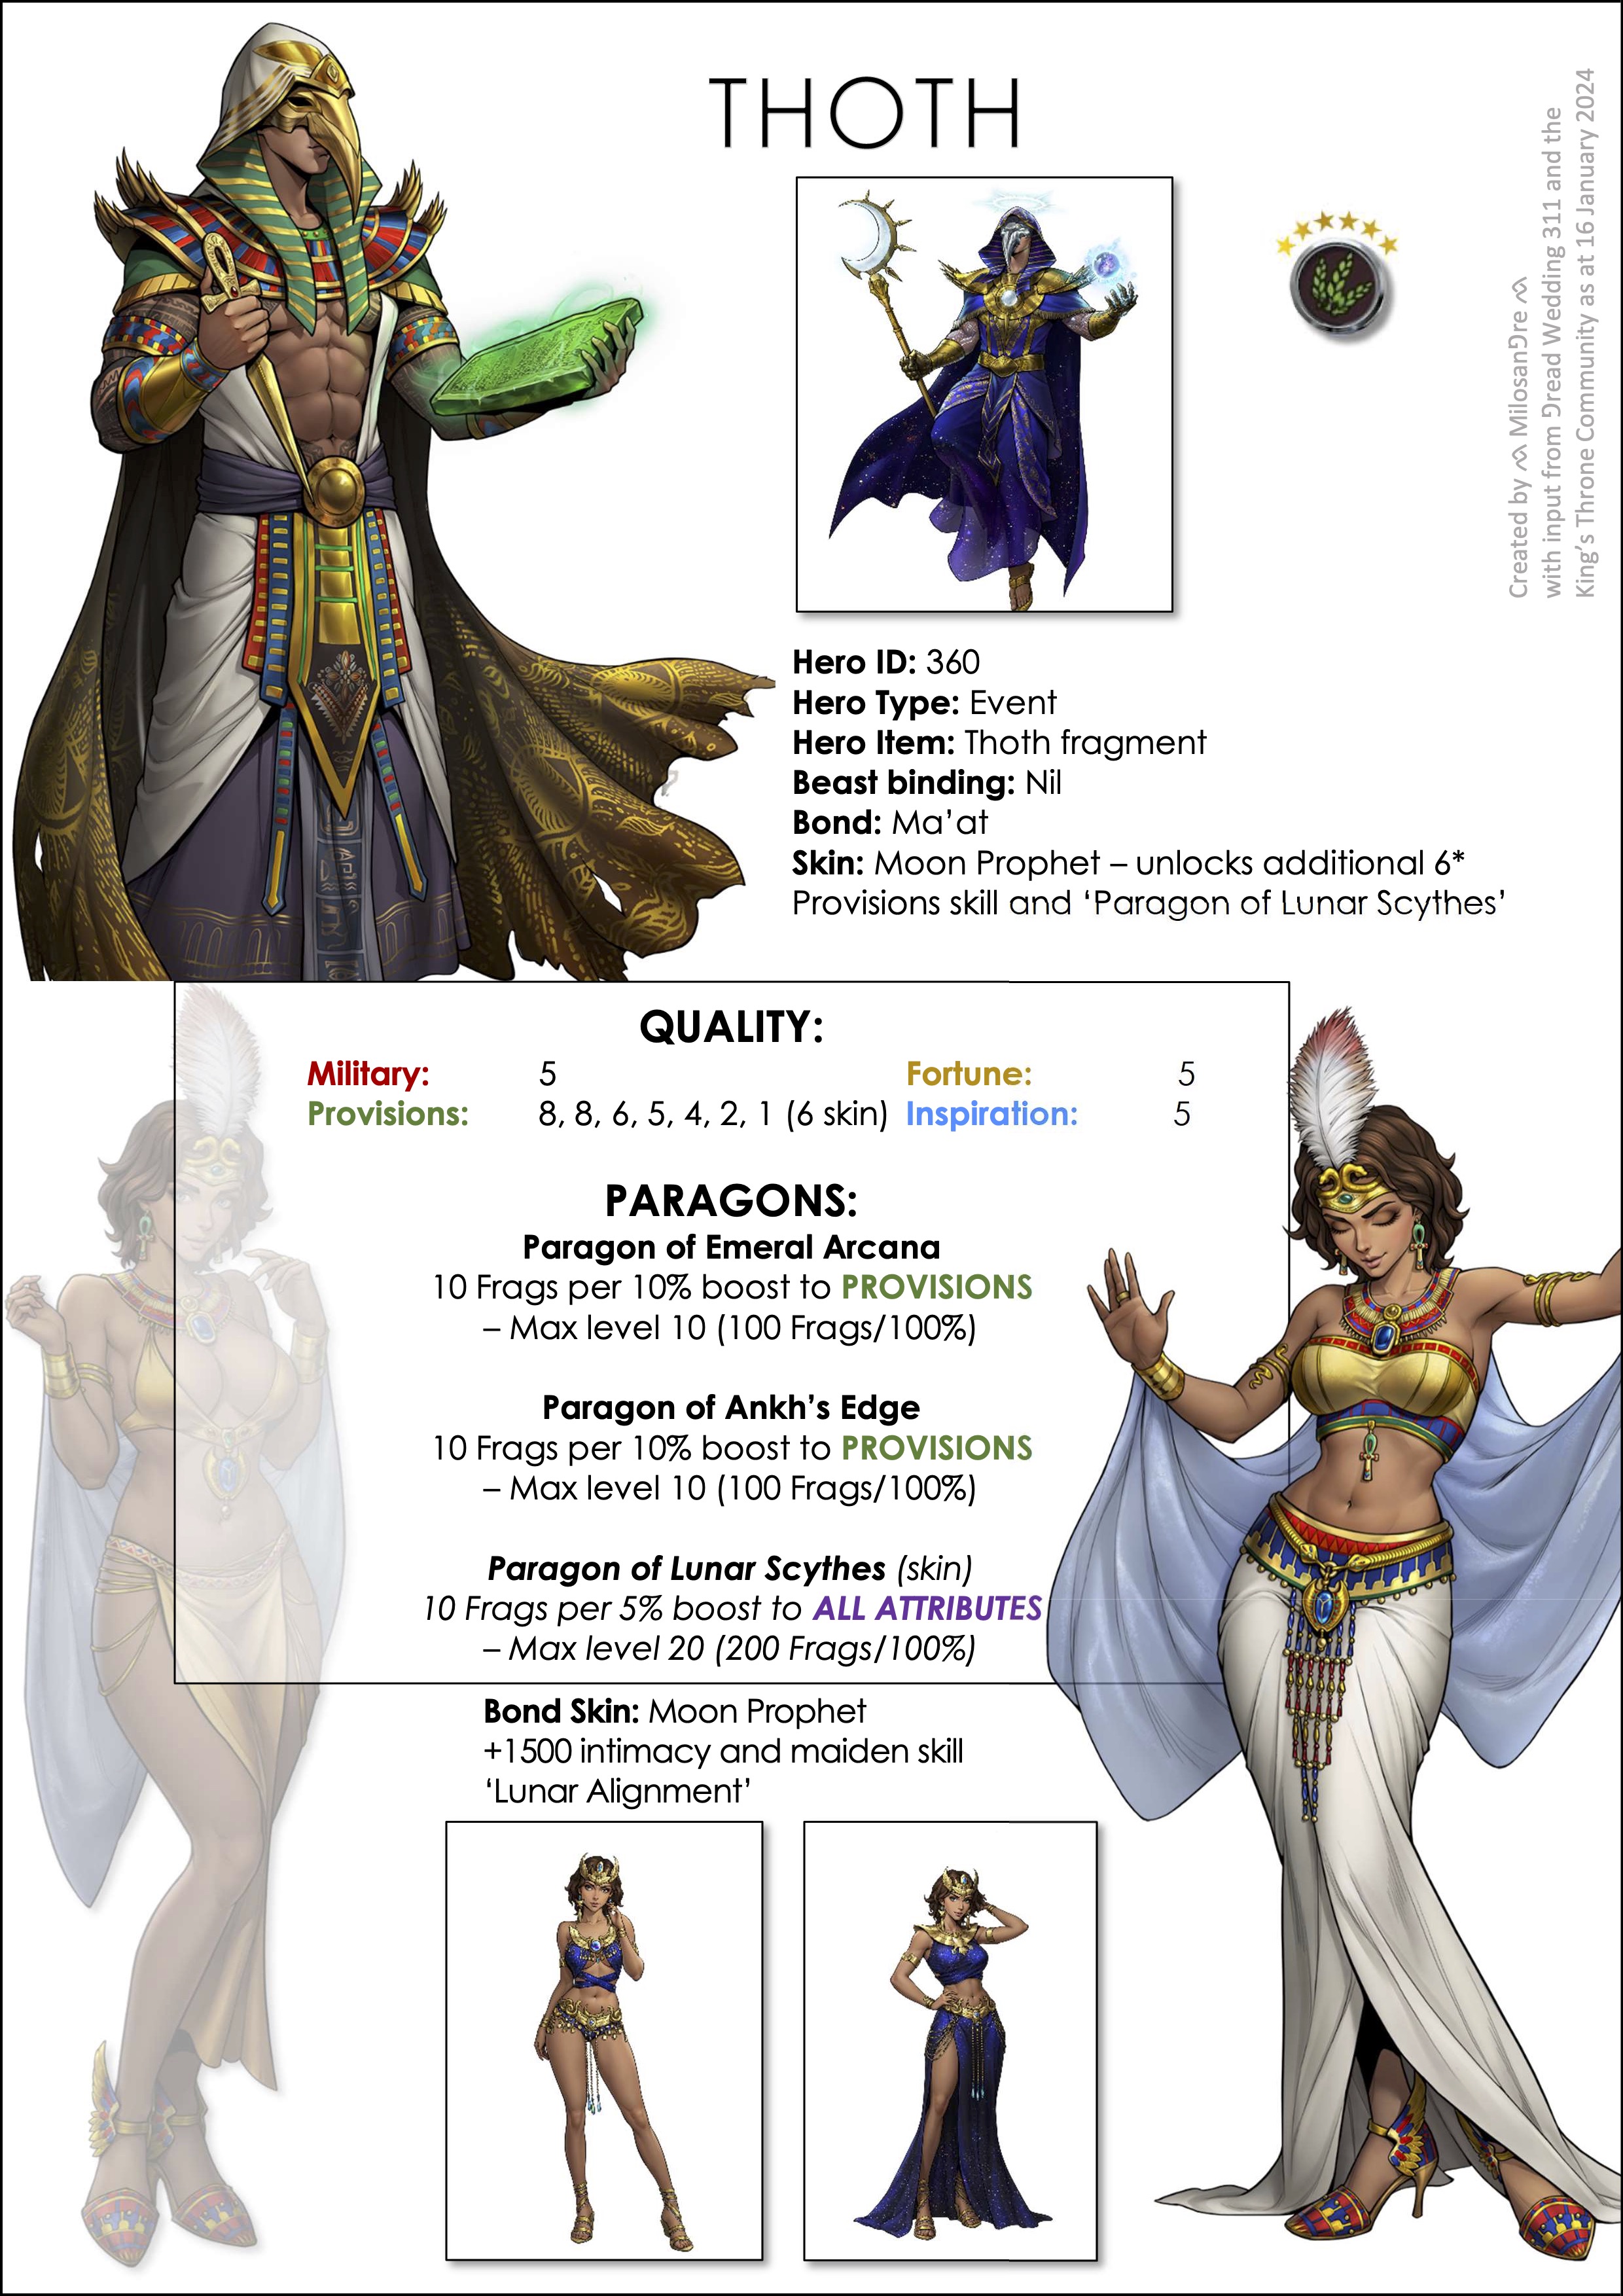 THOTH
Created by MilosanDre
with input from Dread Wedding 311 and the
King's Throne Community as at 16 January 2024
Hero ID: 360
Hero Type: Event
Hero Item: Thoth fragment
Beast binding: Nil
Bond: Ma'at
Skin: Moon Prophet – unlocks additional 6*
Provisions skill and 'Paragon of Lunar Scythes'
QUALITY:
Military: 5 Fortune: 5
Provisions: 8, 8, 6, 5, 4, 2, 1 (6 skin) Inspiration: 5
PARAGONS:
Paragon of Emeral Arcana
10 Frags per 10% boost to PROVISIONS
– Max level 10 (100 Frags/100%)
Paragon of Ankh's Edge
10 Frags per 10% boost to PROVISIONS
– Max level 10 (100 Frags/100%)
Paragon of Lunar Scythes (skin)
10 Frags per 5% boost to ALL ATTRIBUTES
– Max level 20 (200 Frags/100%)
Bond Skin: Moon Prophet
+1500 intimacy and maiden skill
'Lunar Alignment'